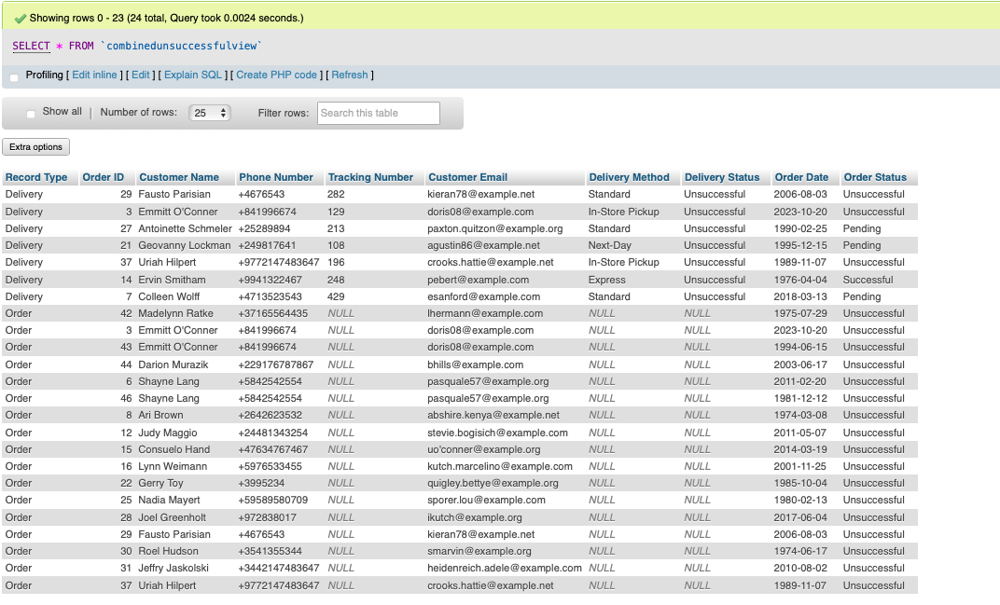 Showing rows 0 - 23 (24 total, Query took 0.0024 seconds.)
SELECT * FROM `combinedunsuccessfulview`
Profiling [ Edit inline ] [ Edit ] [ Explain SQL ] [ Create PHP code ] [ Refresh ]
Show all | Number of rows: 25 Filter rows: Search this table
Extra options
Record Type Order ID Customer Name Phone Number Tracking Number Customer Email Delivery Method Delivery Status Order Date Order Status
Delivery 29 Fausto Parisian +4676543 282 kieran78@example.net Standard Unsuccessful 2006-08-03 Unsuccessful
Delivery 3 Emmitt O'Conner +841996674 129 doris08@example.com In-Store Pickup Unsuccessful 2023-10-20 Unsuccessful
Delivery 27 Antoinette Schmeler +25289894 213 paxton.quitzon@example.org Standard Unsuccessful 1990-02-25 Pending
Delivery 21 Geovanny Lockman +249817641 108 agustin86@example.net Next-Day Unsuccessful 1995-12-15 Pending
Delivery 37 Uriah Hilpert +9772147483647 196 crooks.hattie@example.net In-Store Pickup Unsuccessful 1989-11-07 Unsuccessful
Delivery 14 Ervin Smitham +9941322467 248 pebert@example.com Express Unsuccessful 1976-04-04 Successful
Delivery 7 Colleen Wolff +4713523543 429 esanford@example.com Standard Unsuccessful 2018-03-13 Pending
Order 42 Madelynn Ratke +37165564435 NULL lhermann@example.com NULL NULL 1975-07-29 Unsuccessful
Order 3 Emmitt O'Conner +841996674 NULL doris08@example.com NULL NULL 2023-10-20 Unsuccessful
Order 43 Emmitt O'Conner +841996674 NULL doris08@example.com NULL NULL 1994-06-15 Unsuccessful
Order 44 Darion Murazik +229176787867 NULL bhills@example.com NULL NULL 2003-06-17 Unsuccessful
Order 6 Shayne Lang +5842542554 NULL pasquale57@example.org NULL NULL 2011-02-20 Unsuccessful
Order 46 Shayne Lang +5842542554 NULL pasquale57@example.org NULL NULL 1981-12-12 Unsuccessful
Order 8 Ari Brown +2642623532 NULL abshire.kenya@example.net NULL NULL 1974-03-08 Unsuccessful
Order 12 Judy Maggio +24481343254 NULL stevie.bogisich@example.com NULL NULL 2011-05-07 Unsuccessful
Order 15 Consuelo Hand +47634767467 NULL uo'conner@example.org NULL NULL 2014-03-19 Unsuccessful
Order 16 Lynn Weimann +5976533455 NULL kutch.marcelino@example.com NULL NULL 2001-11-25 Unsuccessful
Order 22 Gerry Toy +3995234 NULL quigley.bettye@example.org NULL NULL 1985-10-04 Unsuccessful
Order 25 Nadia Mayert +59589580709 NULL sporer.lou@example.com NULL NULL 1980-02-13 Unsuccessful
Order 28 Joel Greenholt +972838017 NULL ikutch@example.org NULL NULL 2017-06-04 Unsuccessful
Order 29 Fausto Parisian +4676543 NULL kieran78@example.net NULL NULL 2006-08-03 Unsuccessful
Order 30 Roel Hudson +3541355344 NULL smarvin@example.org NULL NULL 1974-06-17 Unsuccessful
Order 31 Jeffry Jaskolski +3442147483647 NULL heidenreich.adele@example.com NULL NULL 2010-08-02 Unsuccessful
Order 37 Uriah Hilpert +9772147483647 NULL crooks.hattie@example.net NULL NULL 1989-11-07 Unsuccessful